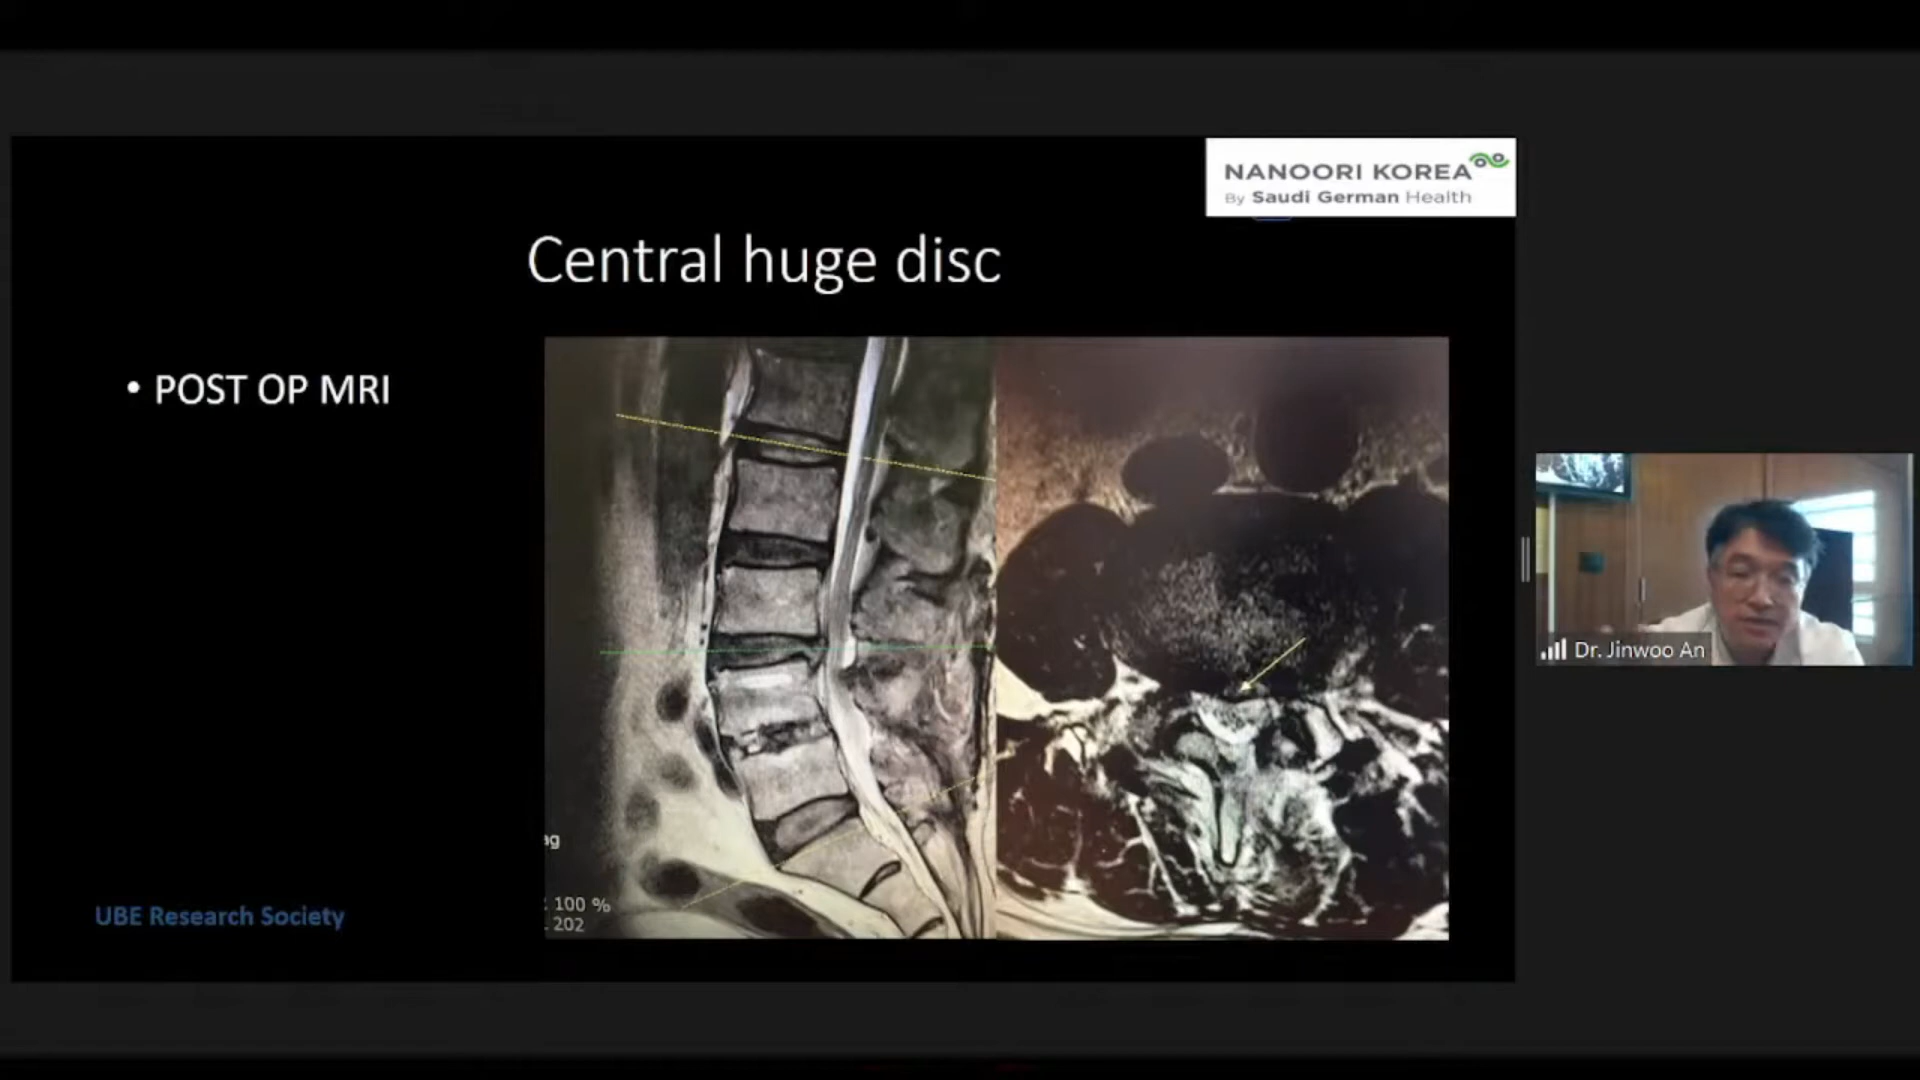 NANOORI KOREA
By Saudi German Health
Central huge disc
• POST OP MRI
ag
: 100 %
202
UBE Research Society
Dr. Jinwoo An